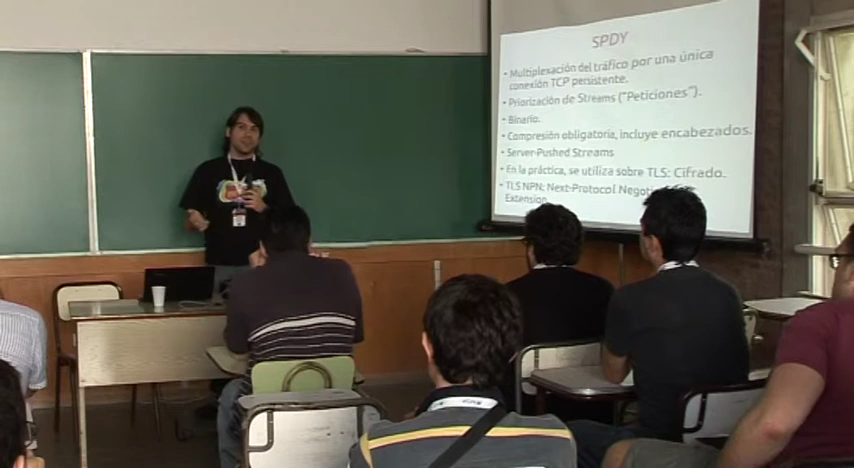 SPDY
• Multiplexación del tráfico por una única
conexión TCP persistente.
• Priorización de Streams ("Peticiones").
• Binario.
• Compresión obligatoria, incluye encabezados.
• Server-Pushed Streams
• En la práctica, se utiliza sobre TLS: Cifrado.
• TLS NPN: Next-Protocol
Extension